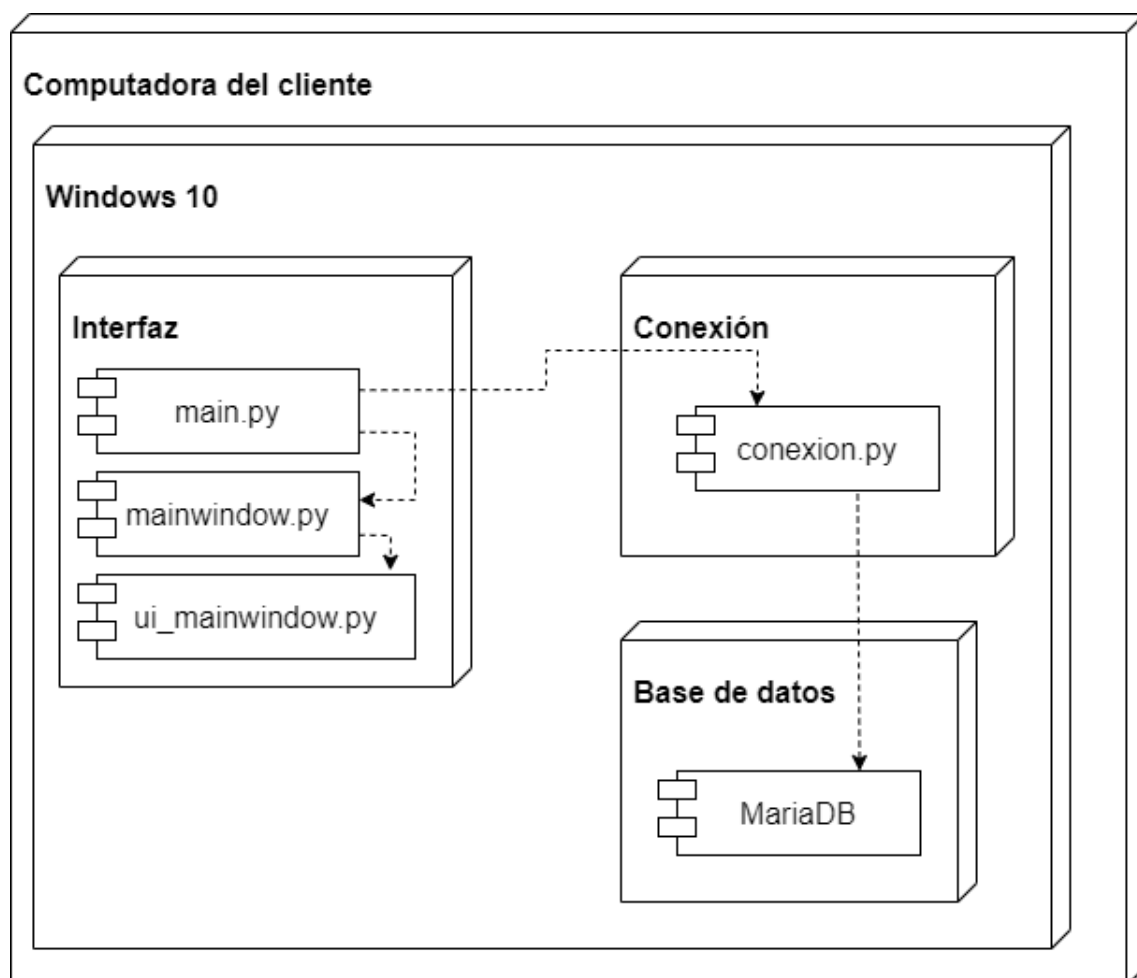 Computadora del cliente
Windows 10
Interfaz
main.py
mainwindow.py
ui_mainwindow.py
Conexión
conexion.py
Base de datos
MariaDB